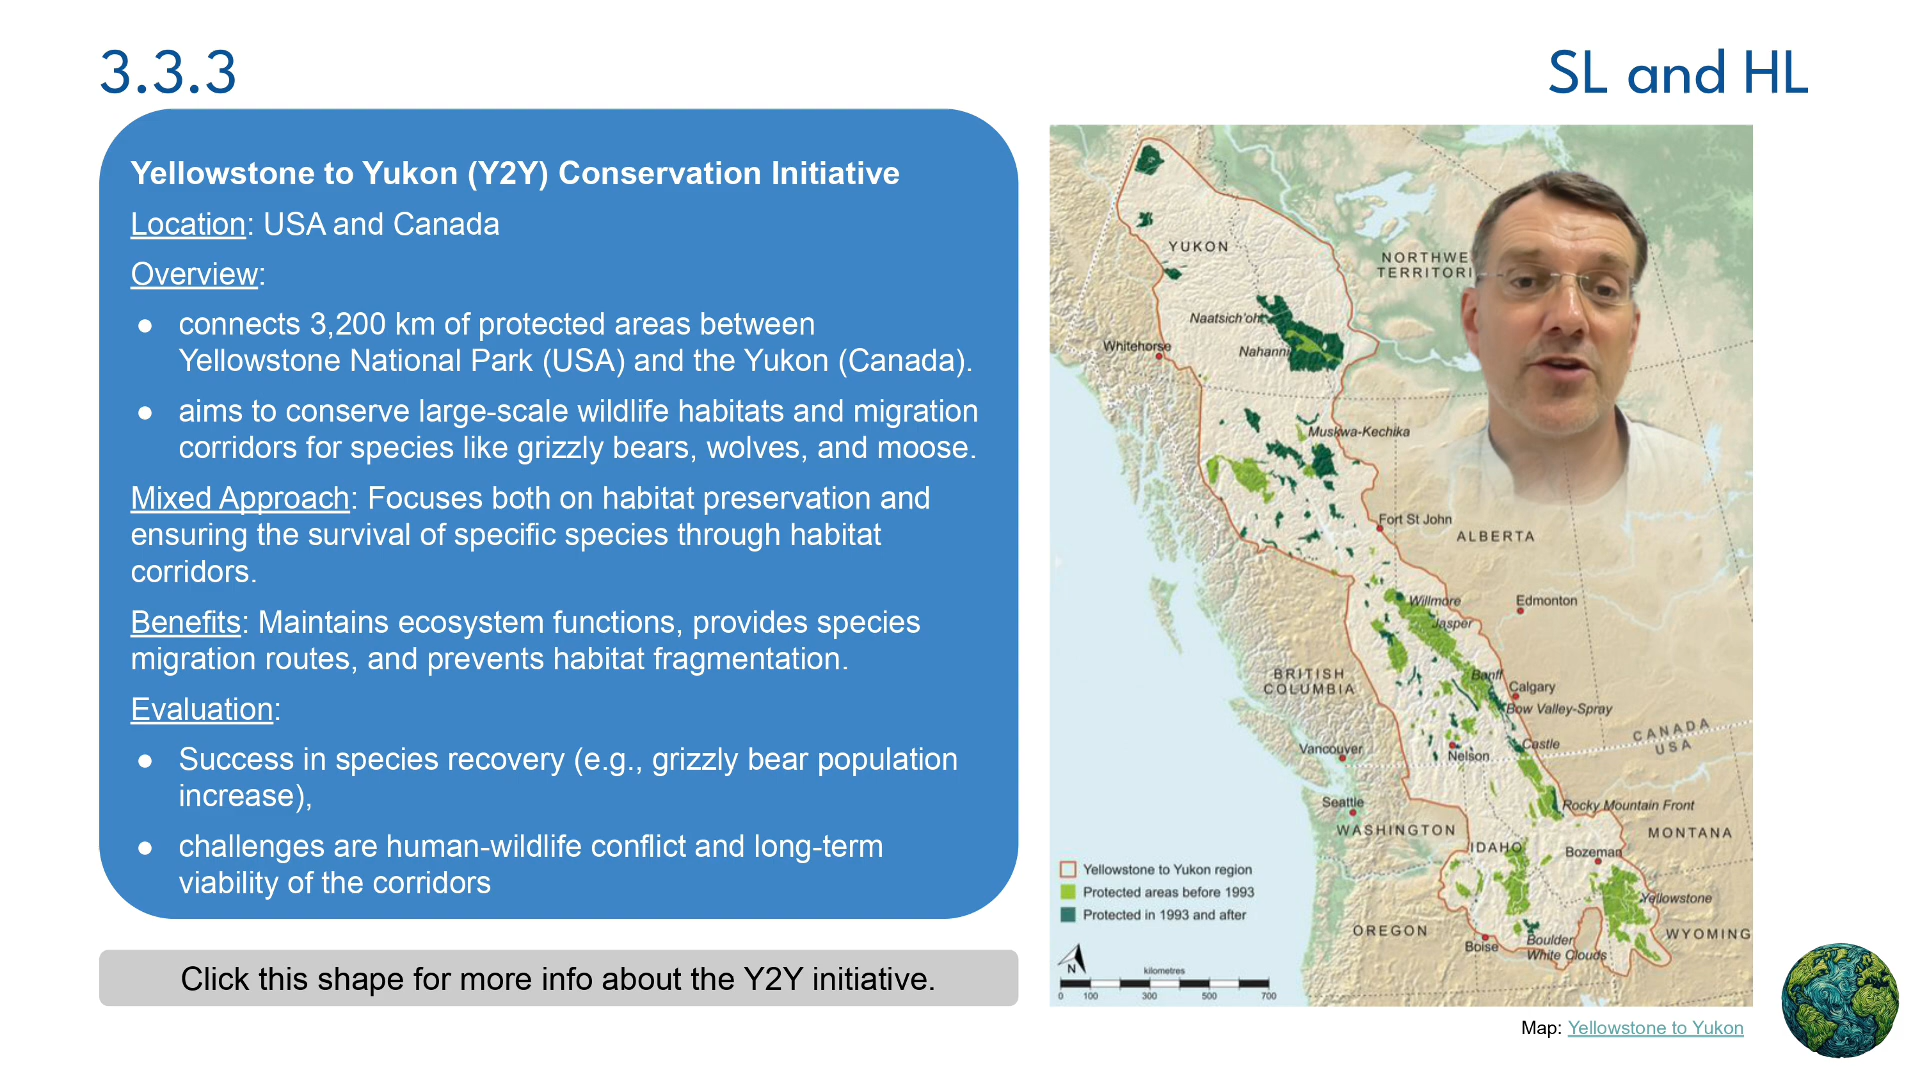 3.3.3
SL and HL
Yellowstone to Yukon (Y2Y) Conservation Initiative
Location: USA and Canada
Overview:
● connects 3,200 km of protected areas between
Yellowstone National Park (USA) and the Yukon (Canada).
● aims to conserve large-scale wildlife habitats and migration
corridors for species like grizzly bears, wolves, and moose.
Mixed Approach: Focuses both on habitat preservation and
ensuring the survival of specific species through habitat
corridors.
Benefits: Maintains ecosystem functions, provides species
migration routes, and prevents habitat fragmentation.
Evaluation:
● Success in species recovery (e.g., grizzly bear population
increase),
● challenges are human-wildlife conflict and long-term
viability of the corridors
Click this shape for more info about the Y2Y initiative.
YUKON
NORTHWE
TERRITORI
Naatsich'oh
Whitehorse
Nahanni
Muskwa-Kechika
Fort St John
ALBERTA
Willmore
Edmonton
Jasper
BRITISH
COLUMBIA
Banff
Calgary
Bow Valley-Spray
CANADA
USA
Vancouver
Castle
Nelson
Seattle
Rocky Mountain Front
WASHINGTON
MONTANA
IDAHO
Bozeman
Yellowstone to Yukon region
Protected areas before 1993
Protected in 1993 and after
Yellowstone
OREGON
WYOMING
Boise
Boulder
White Clouds
N
kilometres
0 100 300 500 700
Map: Yellowstone to Yukon